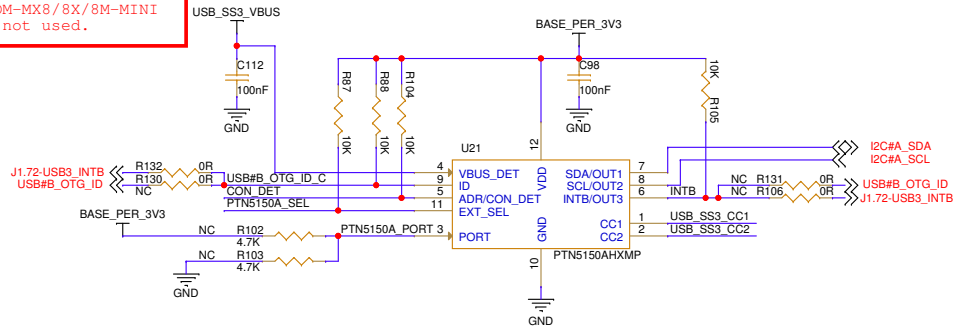 OM-MX8/8X/8M-MINI
not used.
USB_SS3_VBUS
BASE_PER_3V3
C112
100nF
GND
R87
10K
R88
10K
R104
10K
C98
100nF
GND
10K
R105
U21
12
VDD
4
VBUS_DET
9
ID
5
ADR/CON_DET
11
EXT_SEL
3
PORT
SDA/OUT1
7
SCL/OUT2
8
INTB/OUT3
6
CC1
1
CC2
2
GND
10
PTN5150AHXMP
GND
J1.72-USB3_INTB
R132
0R
USB#B_OTG_ID
R130
0R
NC
USB#B_OTG_ID_C
CON_DET
PTN5150A_SEL
BASE_PER_3V3
NC
R102
4.7K
PTN5150A_PORT
NC
R103
4.7K
GND
I2C#A_SDA
I2C#A_SCL
INTB
NC
R131
0R
USB#B_OTG_ID
NC
R106
0R
J1.72-USB3_INTB
USB_SS3_CC1
USB_SS3_CC2